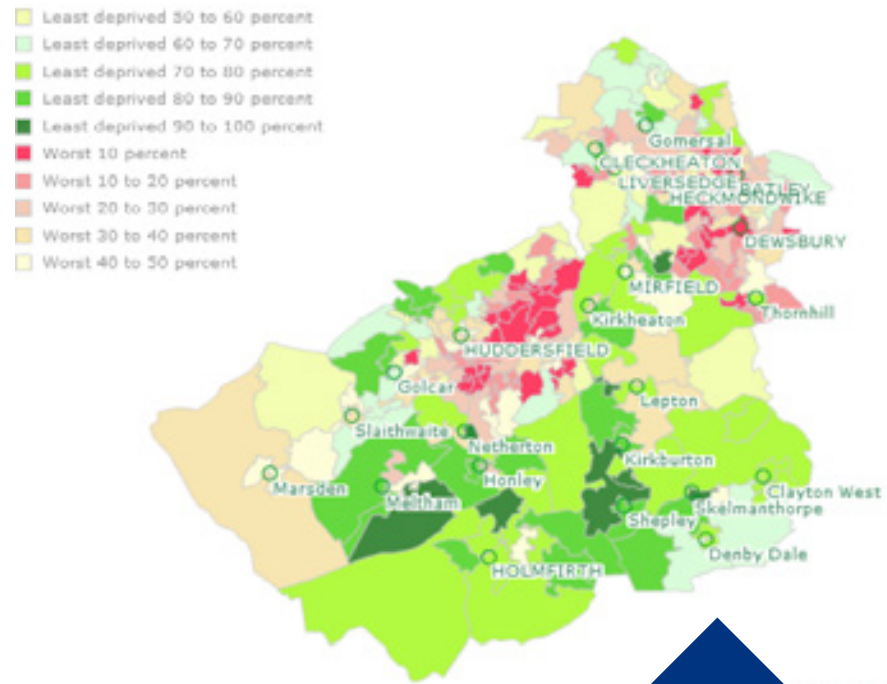 Least deprived 50 to 60 percent
Least deprived 60 to 70 percent
Least deprived 70 to 80 percent
Least deprived 80 to 90 percent
Least deprived 90 to 100 percent
Worst 10 percent
Worst 10 to 20 percent
Worst 20 to 30 percent
Worst 30 to 40 percent
Worst 40 to 50 percent
Gomersal
CLECKHEATON
LIVERSEDGE
BATLEY
HECKMONDWIKE
DEWSBURY
MIRFIELD
Thornhill
Kirkheaton
HUDDERSFIELD
Golcar
Lepton
Slaithwaite
Netherton
Kirkburton
Marsden
Meltham
Honley
Clayton West
Skelmanthorpe
Shepley
Denby Dale
HOLMFIRTH